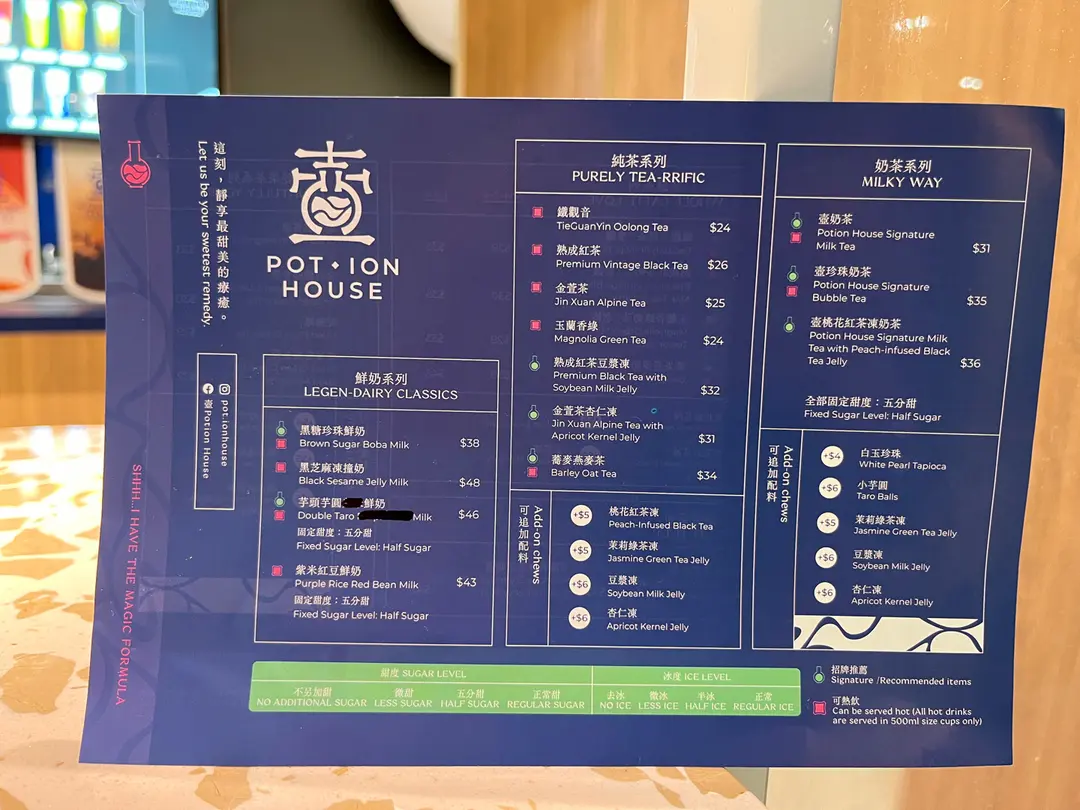 這刻，靜享最甜美的療癒。
Let us be your swetest remedy.
POT ION
HOUSE
pot.ionhouse
壺Potion House
SHHH...I HAVE THE MAGIC FORMULA
鮮奶系列
LEGEN-DAIRY CLASSICS
黑糖珍珠鮮奶
Brown Sugar Boba Milk $38
黑芝麻凍撞奶
Black Sesame Jelly Milk $48
芋頭芋圓 鮮奶
Double Taro Milk $46
固定甜度：五分甜
Fixed Sugar Level: Half Sugar
紫米紅豆鮮奶
Purple Rice Red Bean Milk $43
固定甜度：五分甜
Fixed Sugar Level: Half Sugar
純茶系列
PURELY TEA-RRIFIC
鐵觀音
TieGuanYin Oolong Tea $24
熟成紅茶
Premium Vintage Black Tea $26
金萱茶
Jin Xuan Alpine Tea $25
玉蘭香綠
Magnolia Green Tea $24
熟成紅茶豆漿凍
Premium Black Tea with
Soybean Milk Jelly $32
金萱茶杏仁凍
Jin Xuan Alpine Tea with
Apricot Kernel Jelly $31
蕎麥燕麥茶
Barley Oat Tea $34
Add-on chews
可追加配料
+$5 桃花紅茶凍
Peach-Infused Black Tea
+$5 茉莉綠茶凍
Jasmine Green Tea Jelly
+$6 豆漿凍
Soybean Milk Jelly
+$6 杏仁凍
Apricot Kernel Jelly
奶茶系列
MILKY WAY
壺奶茶
Potion House Signature
Milk Tea $31
壺珍珠奶茶
Potion House Signature
Bubble Tea $35
壺桃花紅茶凍奶茶
Potion House Signature Milk
Tea with Peach-infused Black
Tea Jelly $36
全部固定甜度：五分甜
Fixed Sugar Level: Half Sugar
Add-on chews
可追加配料
+$4 白玉珍珠
White Pearl Tapioca
+$6 小芋圓
Taro Balls
+$5 茉莉綠茶凍
Jasmine Green Tea Jelly
+$6 豆漿凍
Soybean Milk Jelly
+$6 杏仁凍
Apricot Kernel Jelly
甜度 SUGAR LEVEL
不另加甜 微甜 五分甜 正常甜
NO ADDITIONAL SUGAR LESS SUGAR HALF SUGAR REGULAR SUGAR
冰度 ICE LEVEL
去冰 微冰 半冰 正常
NO ICE LESS ICE HALF ICE REGULAR ICE
招牌推薦
Signature /Recommended items
可熱飲
Can be served hot (All hot drinks
are served in 500ml size cups only)